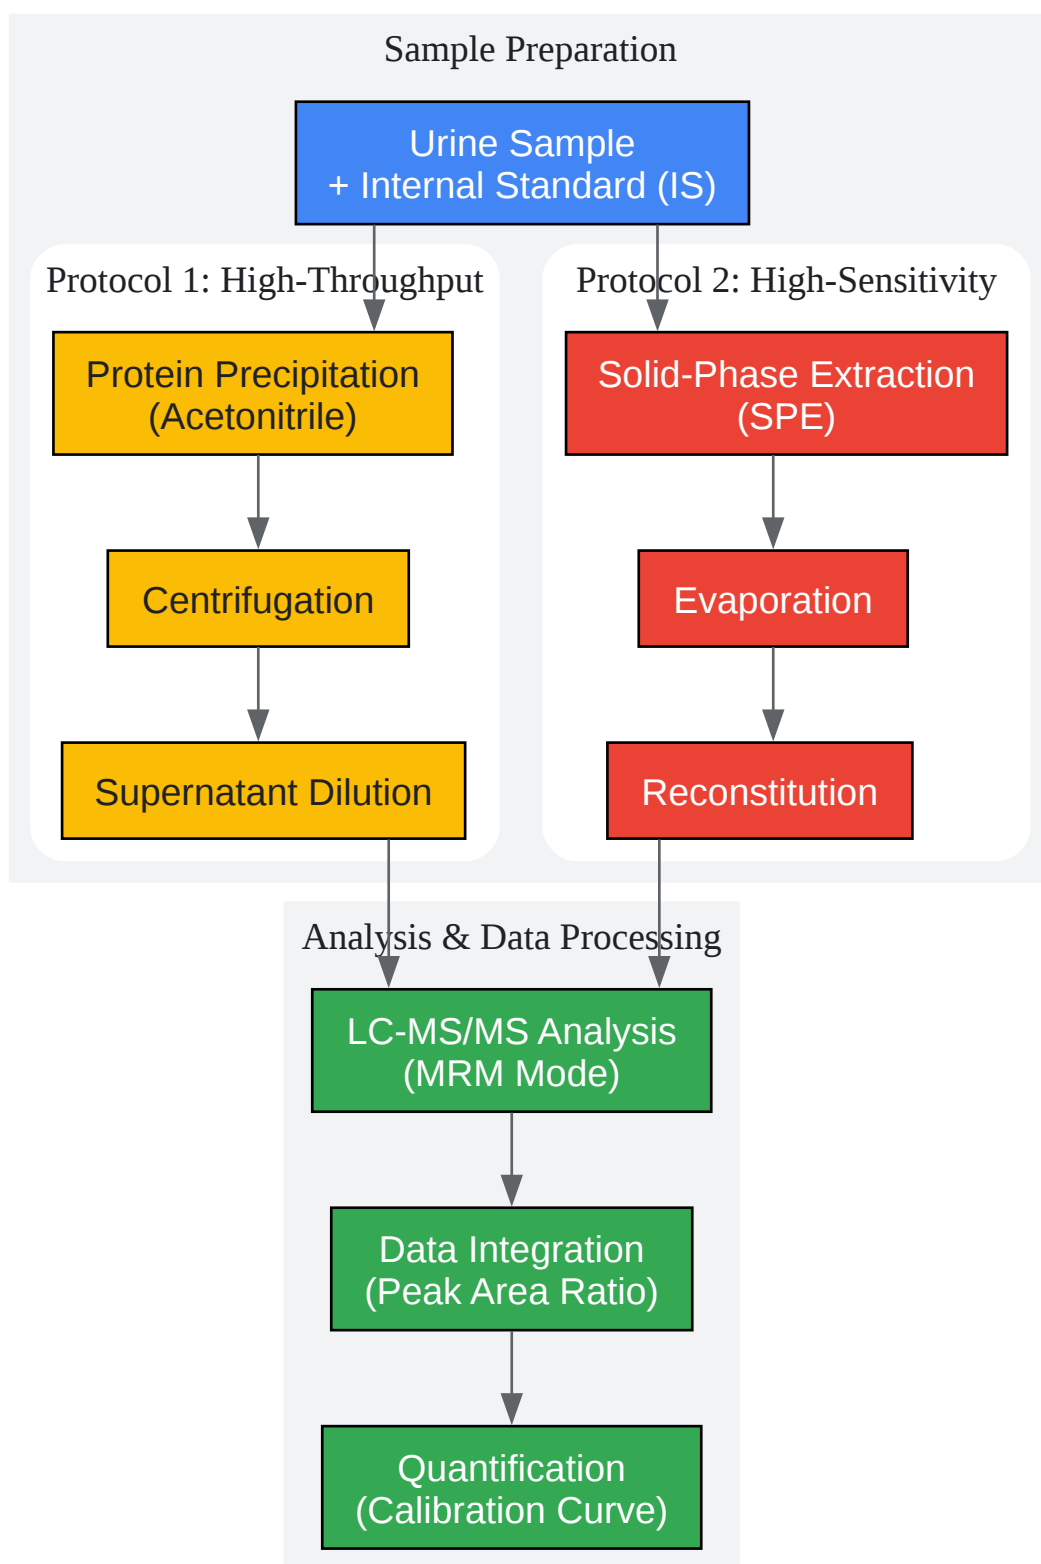 Sample Preparation
Urine Sample
+ Internal Standard (IS)
Protocol 1: High-Throughput
Protein Precipitation
(Acetonitrile)
Centrifugation
Supernatant Dilution
Protocol 2: High-Sensitivity
Solid-Phase Extraction
(SPE)
Evaporation
Reconstitution
Analysis & Data Processing
LC-MS/MS Analysis
(MRM Mode)
Data Integration
(Peak Area Ratio)
Quantification
(Calibration Curve)